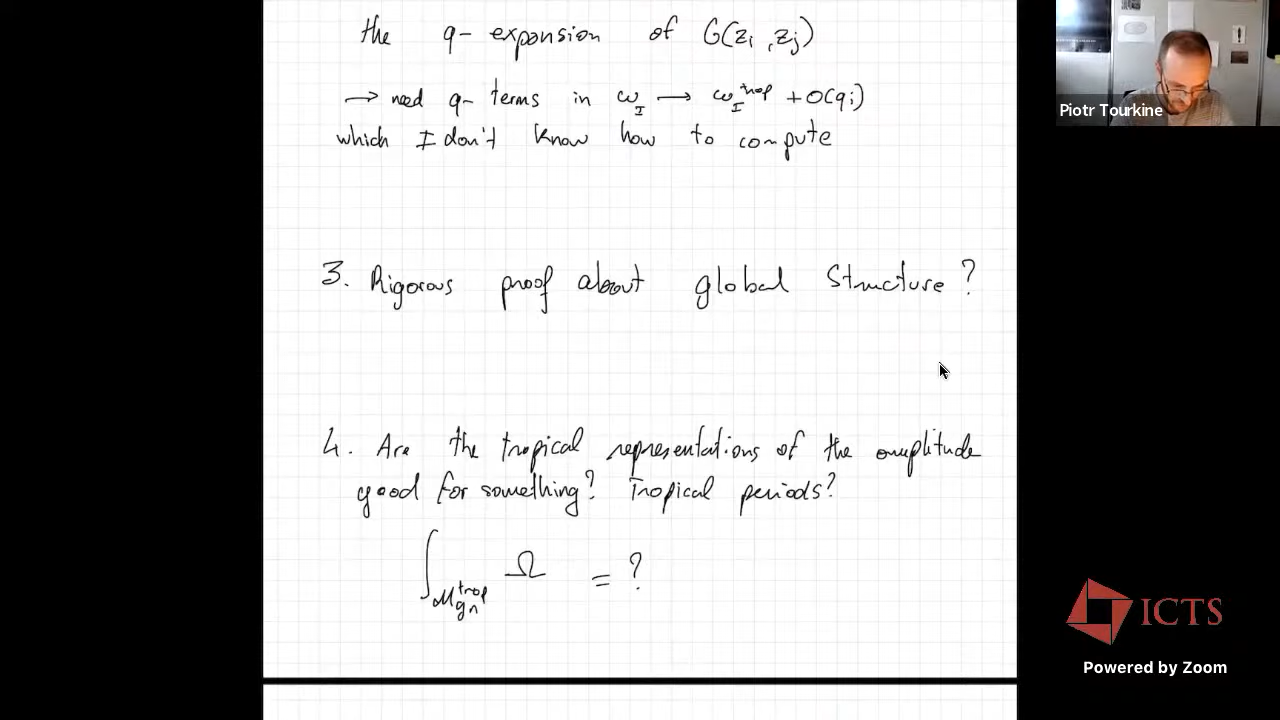 the q- expansion of G(zi, zj)
→ need q- terms in ωI → ωI^trop + O(qi)
which I don't know how to compute
3. Rigorous proof about global Structure?
4. Are the tropical representations of the amplitude
good for something? Tropical periods?
∫Mg,n^trop Ω = ?
Piotr Tourkine
ICTS
Powered by Zoom